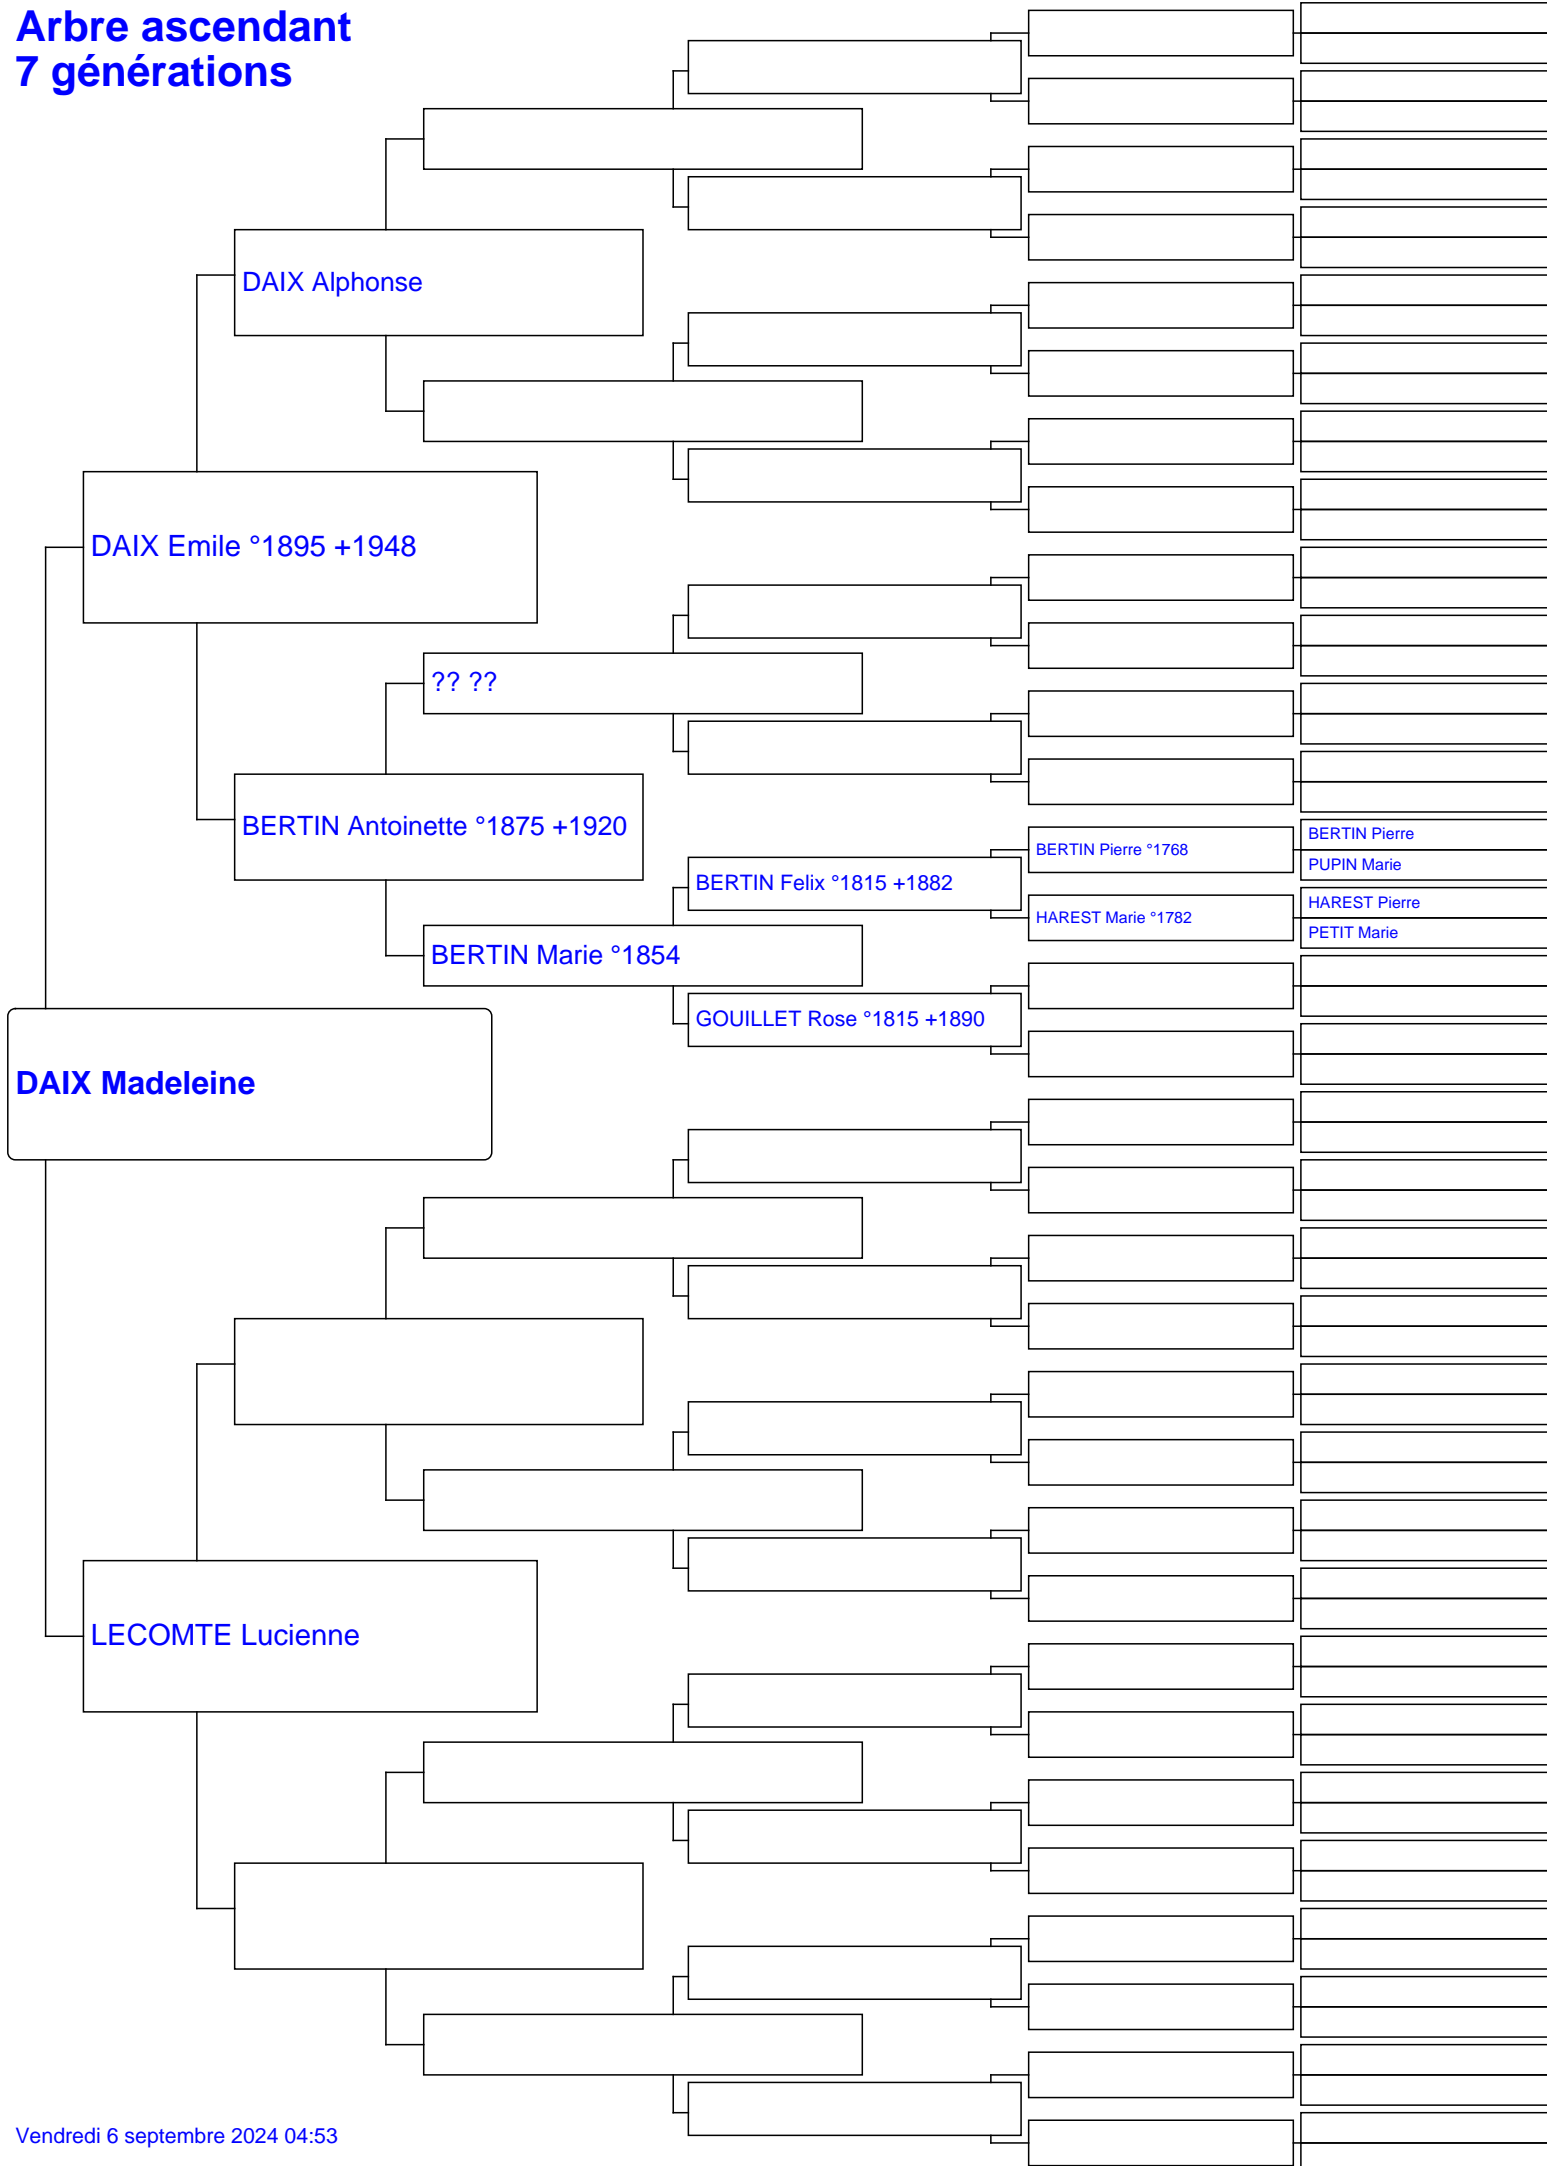 Arbre ascendant
7 générations
DAIX Alphonse
DAIX Emile °1895 +1948
?? ??
BERTIN Antoinette °1875 +1920
BERTIN Pierre °1768
BERTIN Pierre
PUPIN Marie
BERTIN Felix °1815 +1882
HAREST Marie °1782
HAREST Pierre
PETIT Marie
BERTIN Marie °1854
GOUILLET Rose °1815 +1890
DAIX Madeleine
LECOMTE Lucienne
Vendredi 6 septembre 2024 04:53